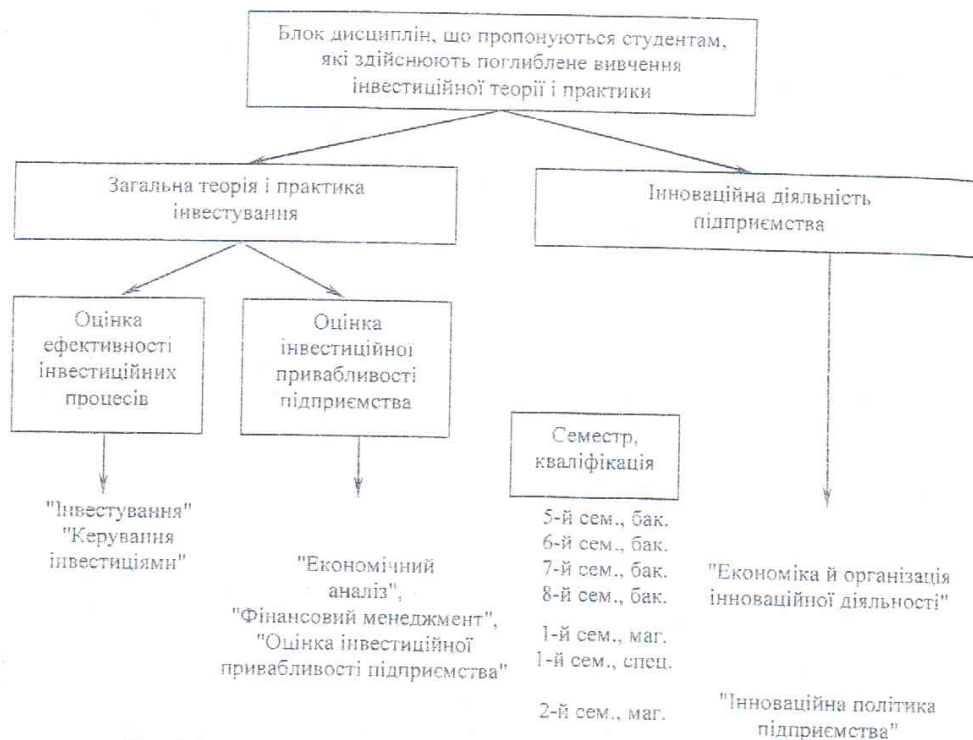 Блок дисциплін, що пропонуються студентам,
які здійснюють поглиблене вивчення
інвестиційної теорії і практики
Загальна теорія і практика
інвестування
Інноваційна діяльність
підприємства
Оцінка
ефективності
інвестиційних
процесів
Оцінка
інвестиційної
привабливості
підприємства
"Інвестування"
"Керування
інвестиціями"
"Економічний
аналіз",
"Фінансовий менеджмент",
"Оцінка інвестиційної
привабливості підприємства"
Семестр,
кваліфікація
5-й сем., бак.
6-й сем., бак.
7-й сем., бак.
8-й сем., бак.
1-й сем., маг.
1-й сем., спец.
2-й сем., маг.
"Економіка й організація
інноваційної діяльності"
"Інноваційна політика
підприємства"